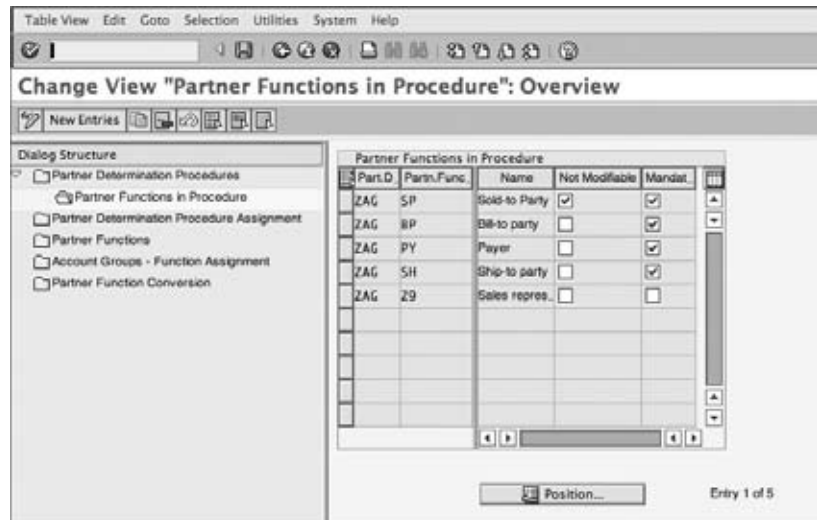 Table View Edit Goto Selection Utilities System Help
Change View "Partner Functions in Procedure": Overview
New Entries
Dialog Structure
Partner Determination Procedures
Partner Functions in Procedure
Partner Determination Procedure Assignment
Partner Functions
Account Groups - Function Assignment
Partner Function Conversion
Partner Functions in Procedure
Part.D Partn.Func. Name Not Modifiable Mandat.
ZAG SP Sold-to Party
ZAG BP Bill-to party
ZAG PY Payer
ZAG SH Ship-to party
ZAG Z9 Sales repres..
Position...
Entry 1 of 5